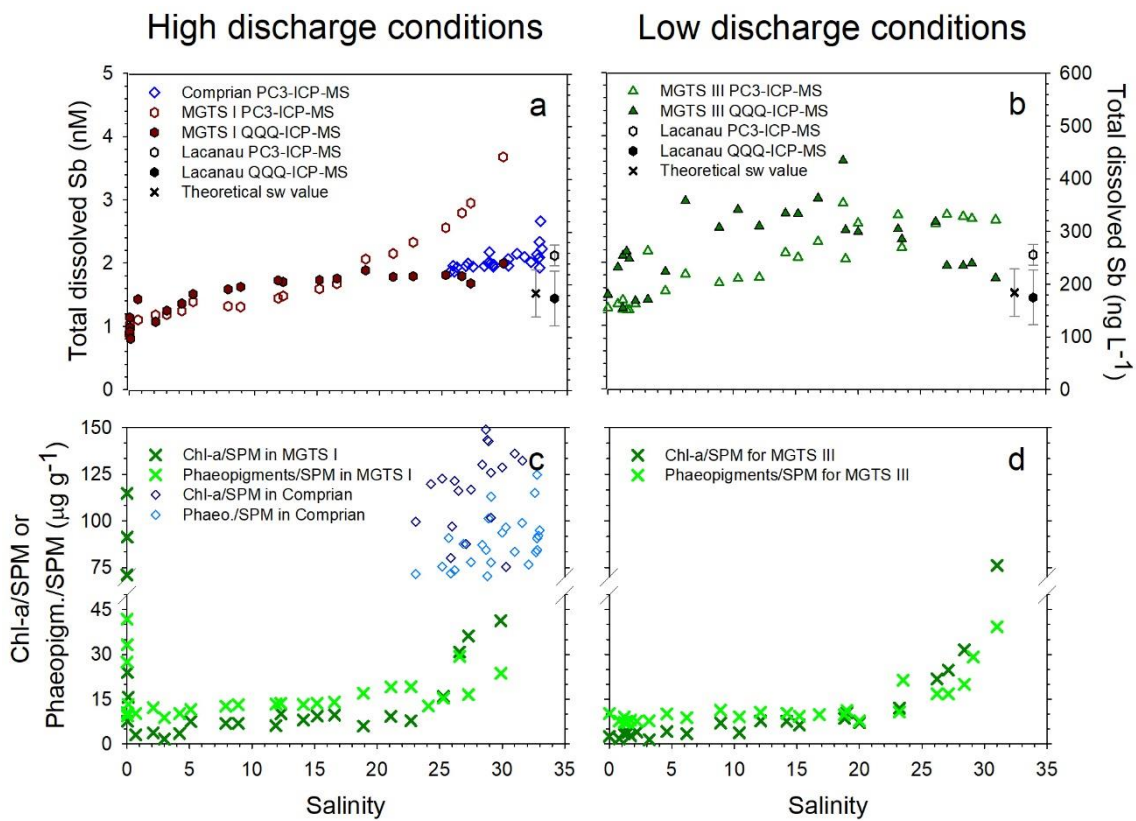 High discharge conditions
Low discharge conditions
5
4
3
2
1
0
Total dissolved Sb (nM)
Comprian PC3-ICP-MS
MGTS I PC3-ICP-MS
MGTS I QQQ-ICP-MS
Lacanau PC3-ICP-MS
Lacanau QQQ-ICP-MS
Theoretical sw value
a
MGTS III PC3-ICP-MS
MGTS III QQQ-ICP-MS
Lacanau PC3-ICP-MS
Lacanau QQQ-ICP-MS
Theoretical sw value
b
600
500
400
300
200
100
0
Total dissolved Sb (ng L-1)
150
125
100
75
45
30
15
0
Chl-a/SPM or
Phaeopigm./SPM (µg g-1)
Chl-a/SPM in MGTS I
Phaeopigments/SPM in MGTS I
Chl-a/SPM in Comprian
Phaeo./SPM in Comprian
c
Chl-a/SPM for MGTS III
Phaeopigments/SPM for MGTS III
d
0 5 10 15 20 25 30 35
0 5 10 15 20 25 30 35
Salinity
Salinity